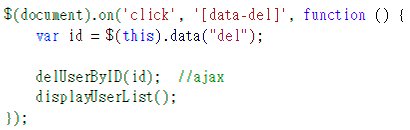 $(document).on('click', '[data-del]', function () {
    var id = $(this).data("del");

    delUserByID(id);  //ajax
    displayUserList();
});